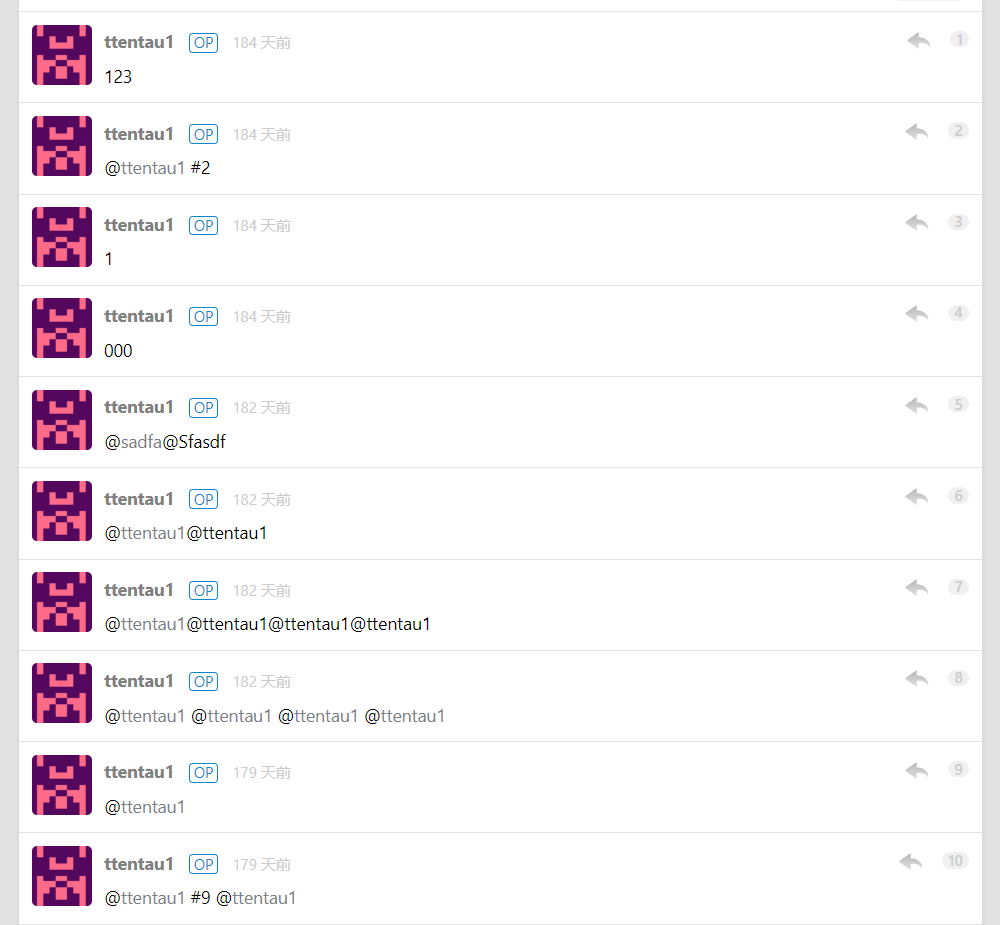 ttentau1 OP 184 天前 1
123
ttentau1 OP 184 天前 2
@ttentau1 #2
ttentau1 OP 184 天前 3
1
ttentau1 OP 184 天前 4
000
ttentau1 OP 182 天前 5
@sadfa@Sfasdf
ttentau1 OP 182 天前 6
@ttentau1@ttentau1
ttentau1 OP 182 天前 7
@ttentau1@ttentau1@ttentau1@ttentau1
ttentau1 OP 182 天前 8
@ttentau1 @ttentau1 @ttentau1 @ttentau1
ttentau1 OP 179 天前 9
@ttentau1
ttentau1 OP 179 天前 10
@ttentau1 #9 @ttentau1